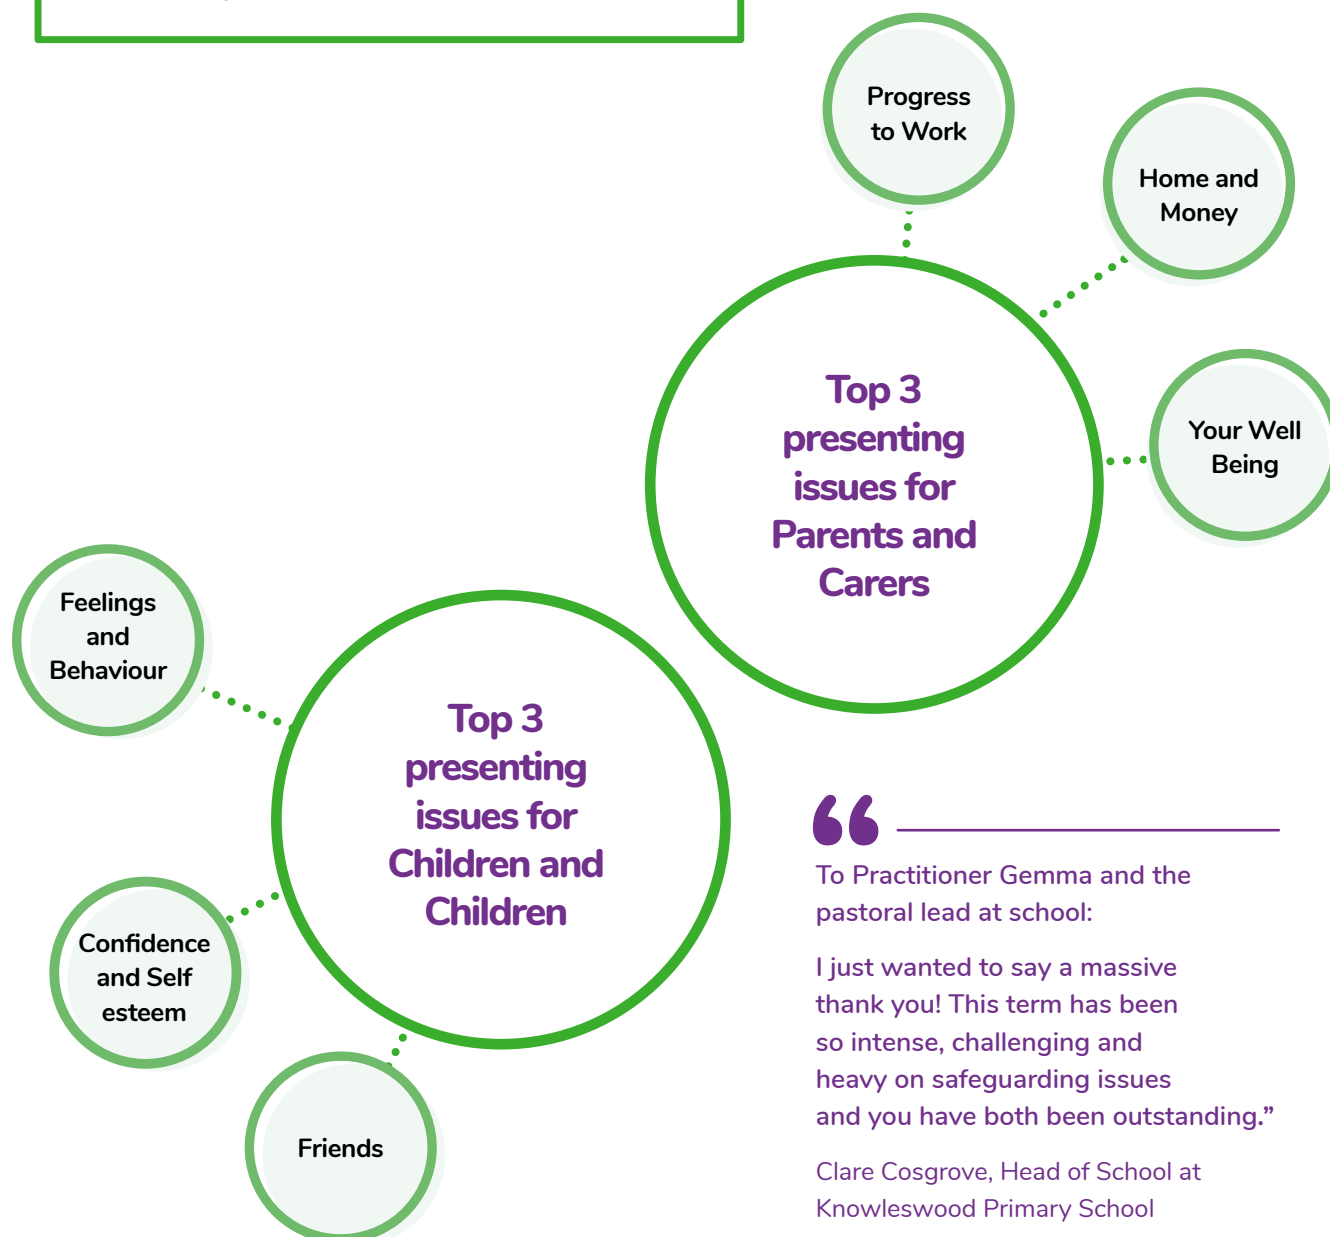 Progress
to Work
Home and
Money
Your Well
Being
Top 3
presenting
issues for
Parents and
Carers
Feelings
and
Behaviour
Top 3
presenting
issues for
Children and
Children
Confidence
and Self
esteem
Friends
“
To Practitioner Gemma and the
pastoral lead at school:
I just wanted to say a massive
thank you! This term has been
so intense, challenging and
heavy on safeguarding issues
and you have both been outstanding.”
Clare Cosgrove, Head of School at
Knowleswood Primary School